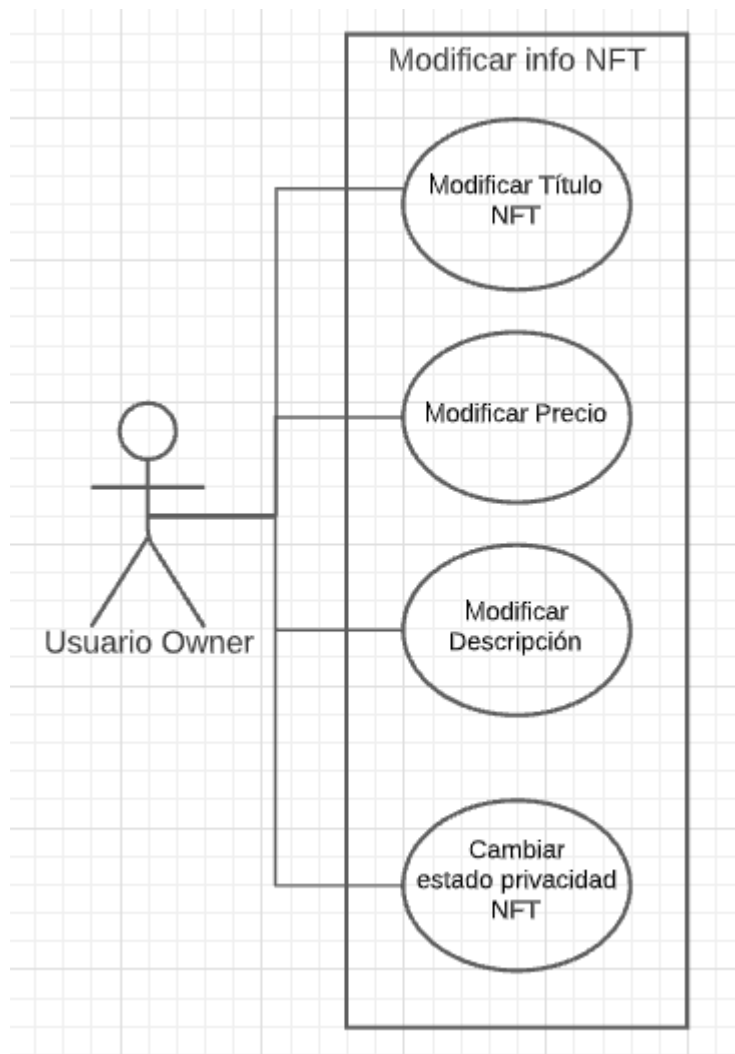 Modificar info NFT
Modificar Título
NFT
Modificar Precio
Modificar
Descripción
Usuario Owner
Cambiar
estado privacidad
NFT